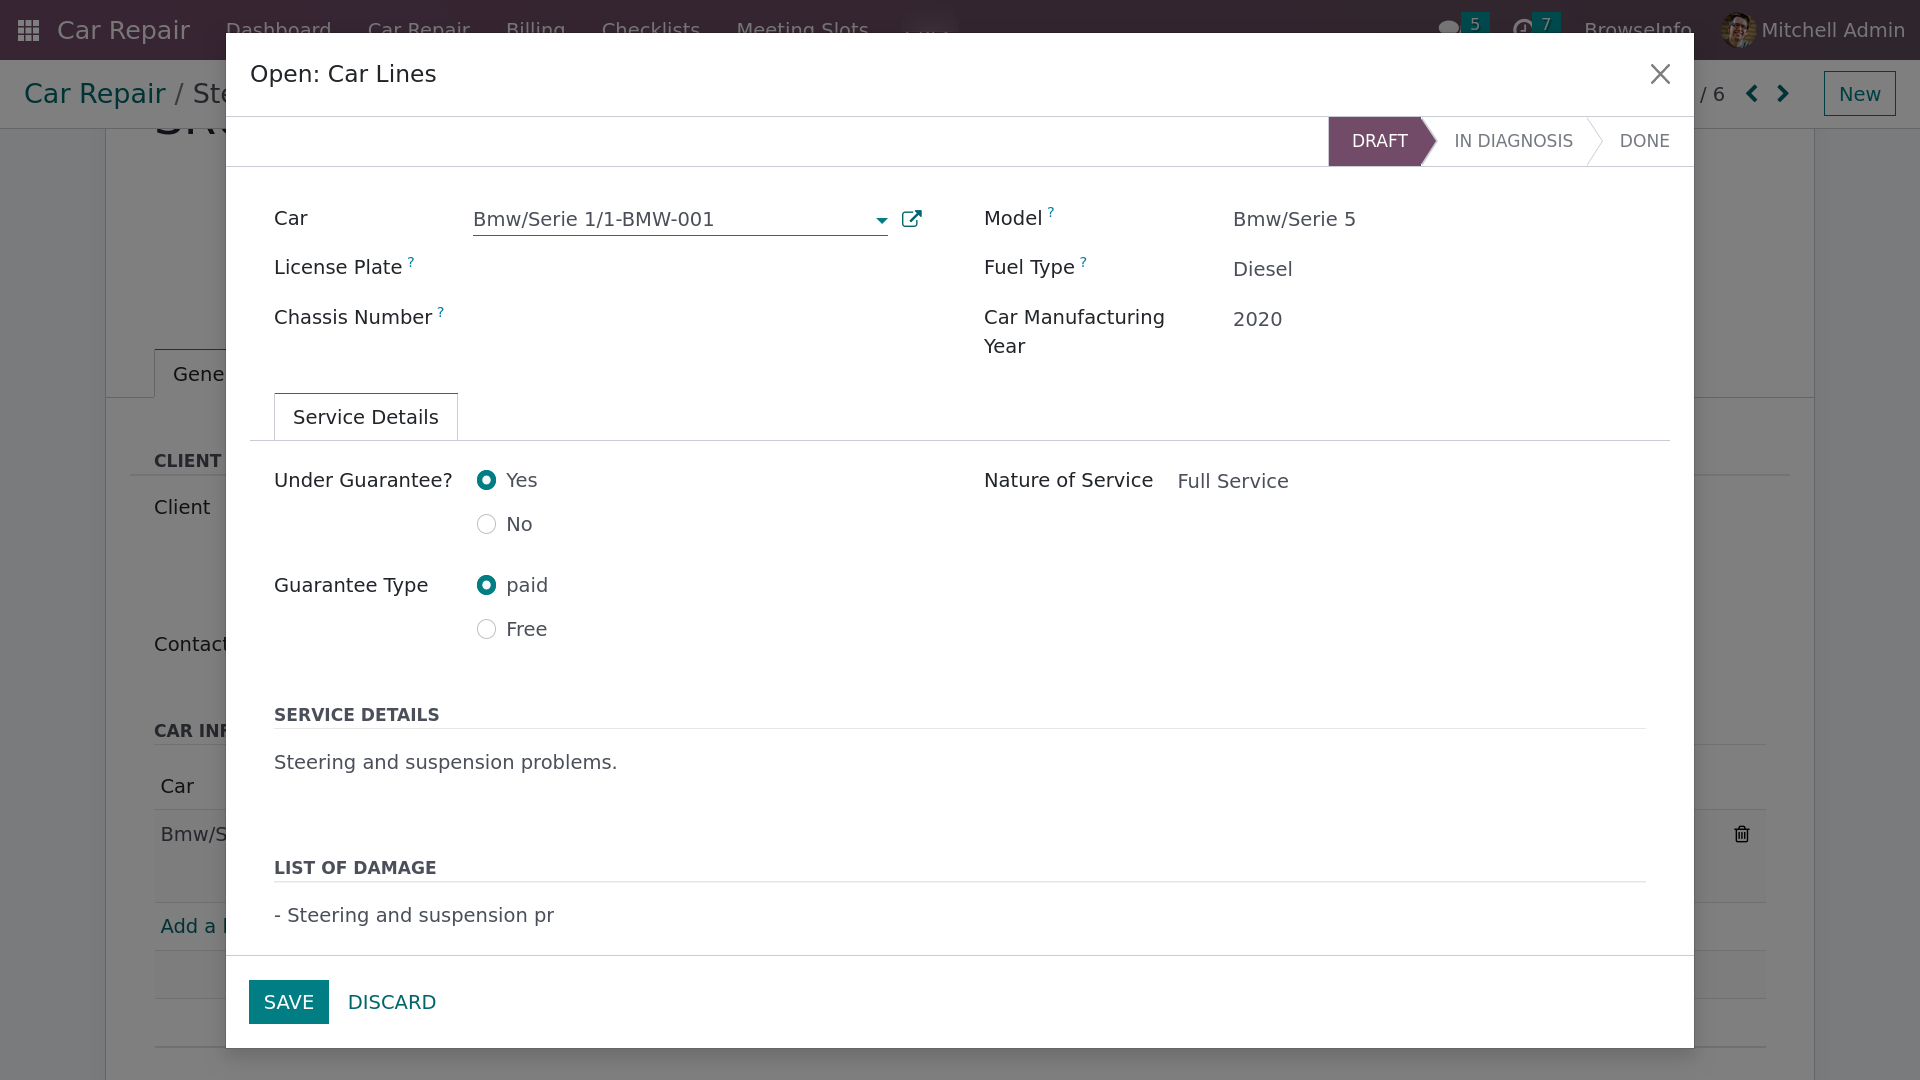 Car Repair Dashboard Car Repair Billing Checklists Meeting Slots 5 7 BrowseInfo Mitchell Admin
Open: Car Lines
Car Repair / Ste / 6 New
DRAFT IN DIAGNOSIS DONE
Car Bmw/Serie 1/1-BMW-001 Model ? Bmw/Serie 5
License Plate ? Fuel Type ? Diesel
Chassis Number ? Car Manufacturing 2020
Year
Gene
Service Details
CLIENT
Under Guarantee? Yes Nature of Service Full Service
Client
No
Guarantee Type paid
Free
Contact
SERVICE DETAILS
CAR INF
Steering and suspension problems.
Car
Bmw/S
LIST OF DAMAGE
- Steering and suspension pr
Add a l
SAVE DISCARD